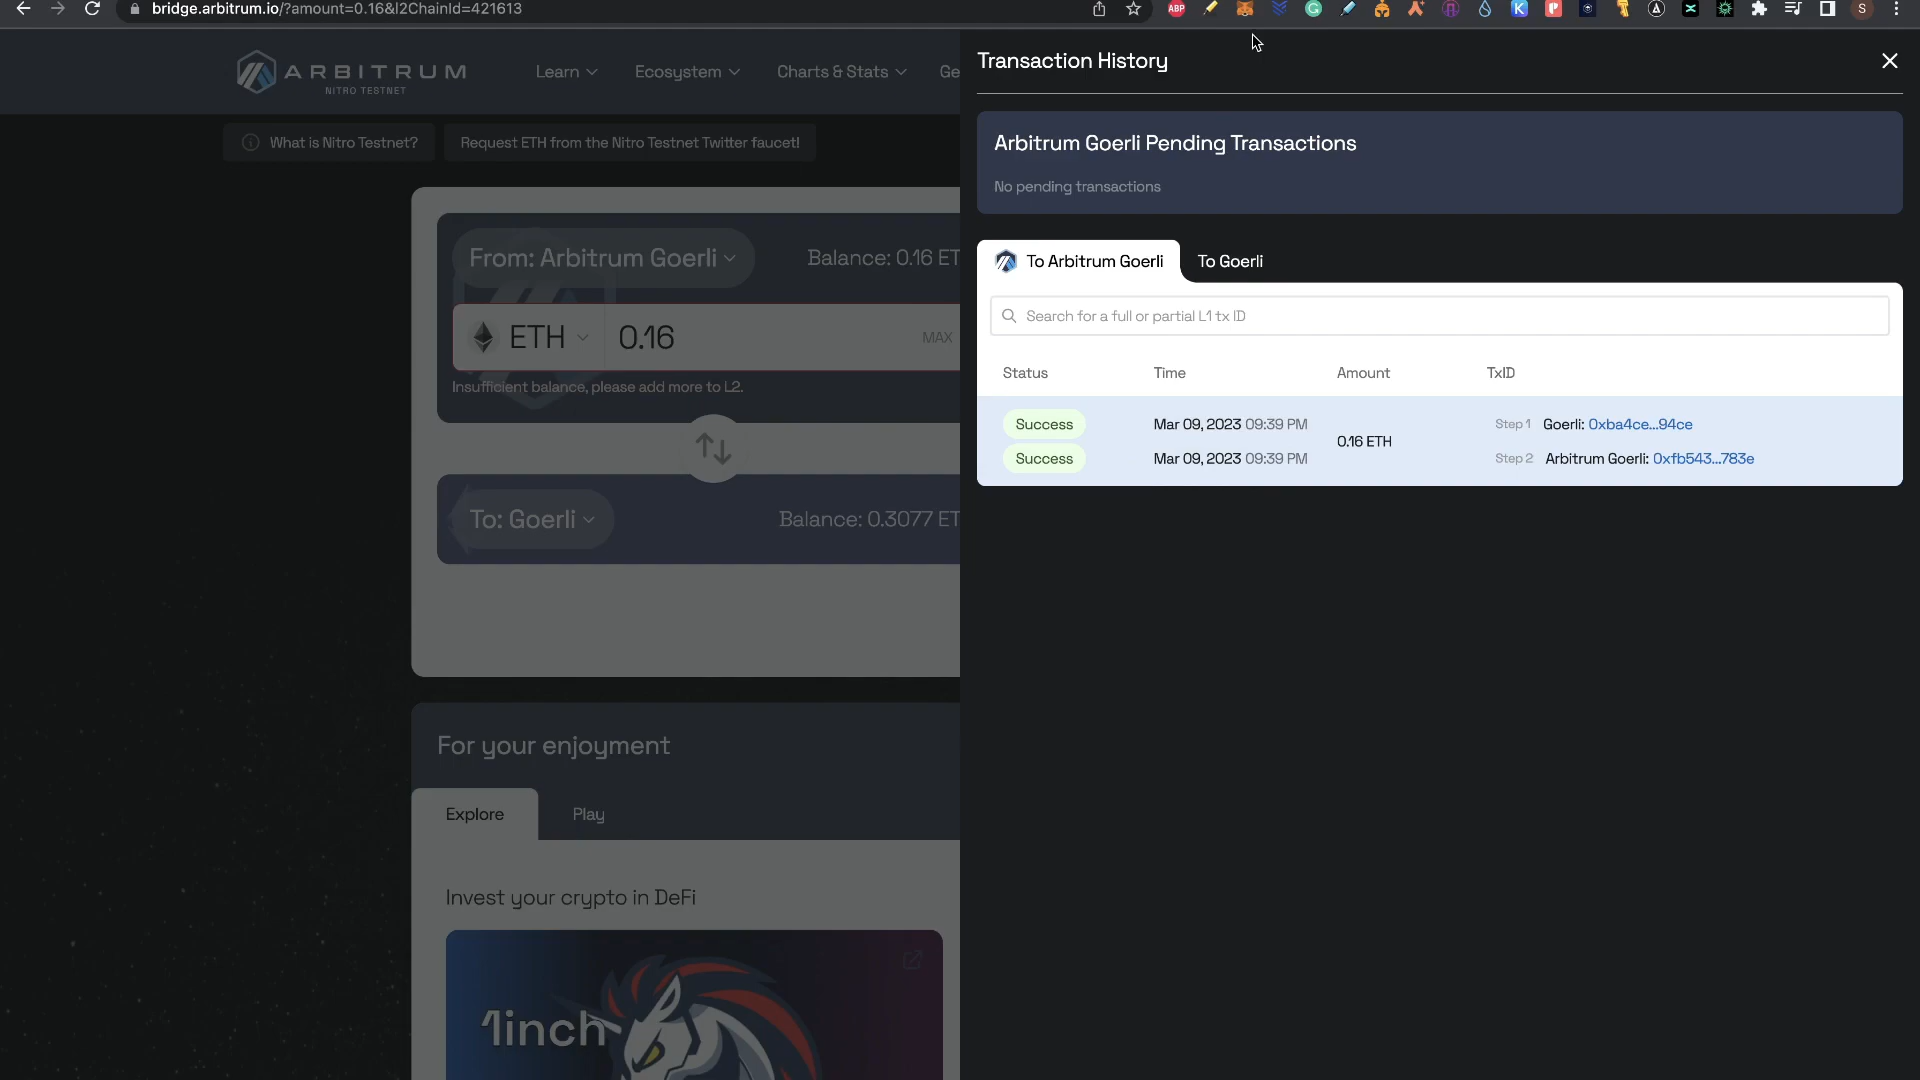 bridge.arbitrum.io/?amount=0.16&l2ChainId=421613
ABP
S
ARBITRUM
NITRO TESTNET
Learn
Ecosystem
Charts & Stats
Ge
What is Nitro Testnet?
Request ETH from the Nitro Testnet Twitter faucet!
From: Arbitrum Goerli
Balance: 0.16 ET
ETH
0.16
MAX
Insufficient balance, please add more to L2.
To: Goerli
Balance: 0.3077 ET
For your enjoyment
Explore
Play
Invest your crypto in DeFi
1inch
Transaction History
Arbitrum Goerli Pending Transactions
No pending transactions
To Arbitrum Goerli
To Goerli
Search for a full or partial L1 tx ID
Status Time Amount TxID
Success Mar 09, 2023 09:39 PM 0.16 ETH Step 1 Goerli: 0xba4ce...94ce
Success Mar 09, 2023 09:39 PM Step 2 Arbitrum Goerli: 0xfb543...783e